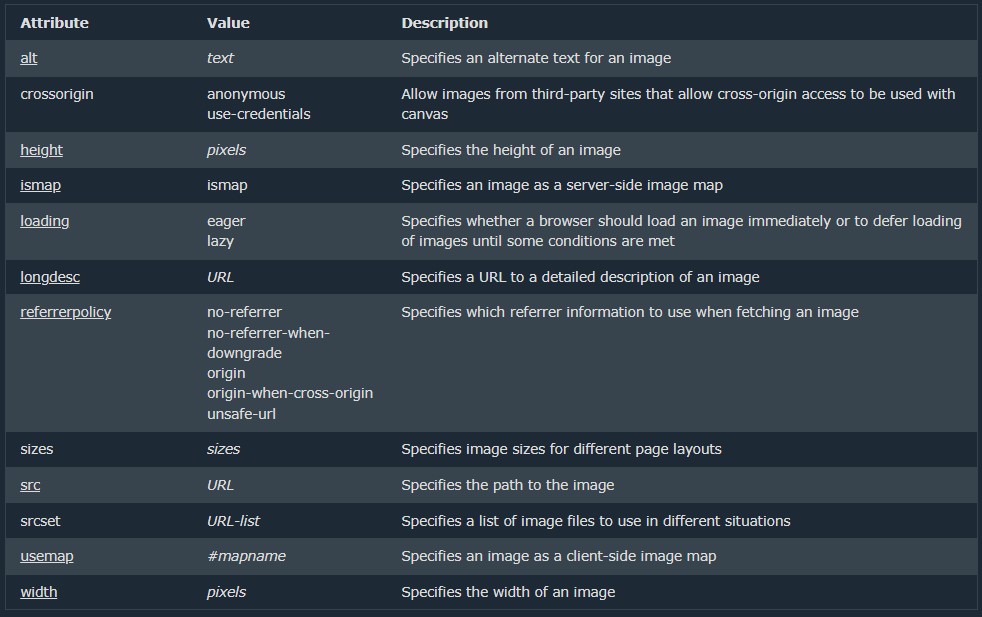 Attribute Value Description
alt text Specifies an alternate text for an image
crossorigin anonymous Allow images from third-party sites that allow cross-origin access to be used with
use-credentials canvas
height pixels Specifies the height of an image
ismap ismap Specifies an image as a server-side image map
loading eager Specifies whether a browser should load an image immediately or to defer loading
lazy of images until some conditions are met
longdesc URL Specifies a URL to a detailed description of an image
referrerpolicy no-referrer Specifies which referrer information to use when fetching an image
no-referrer-when-
downgrade
origin
origin-when-cross-origin
unsafe-url
sizes sizes Specifies image sizes for different page layouts
src URL Specifies the path to the image
srcset URL-list Specifies a list of image files to use in different situations
usemap #mapname Specifies an image as a client-side image map
width pixels Specifies the width of an image